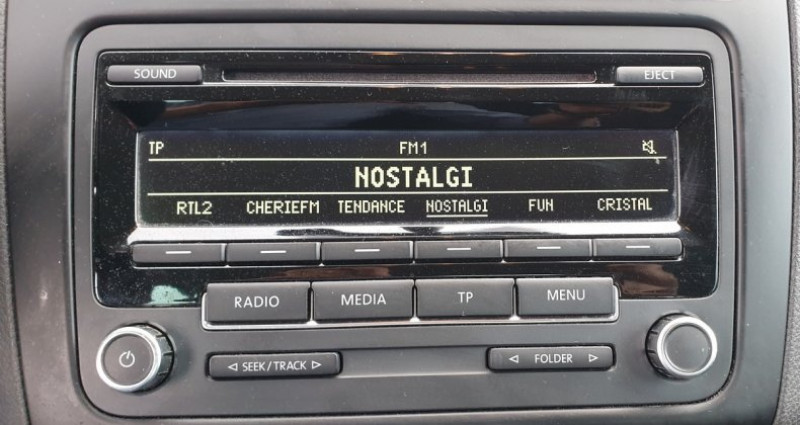 SOUND EJECT
TP FM1
NOSTALGI
RTL2 CHERIEFM TENDANCE NOSTALGI FUN CRISTAL
RADIO MEDIA TP MENU
SEEK/TRACK FOLDER